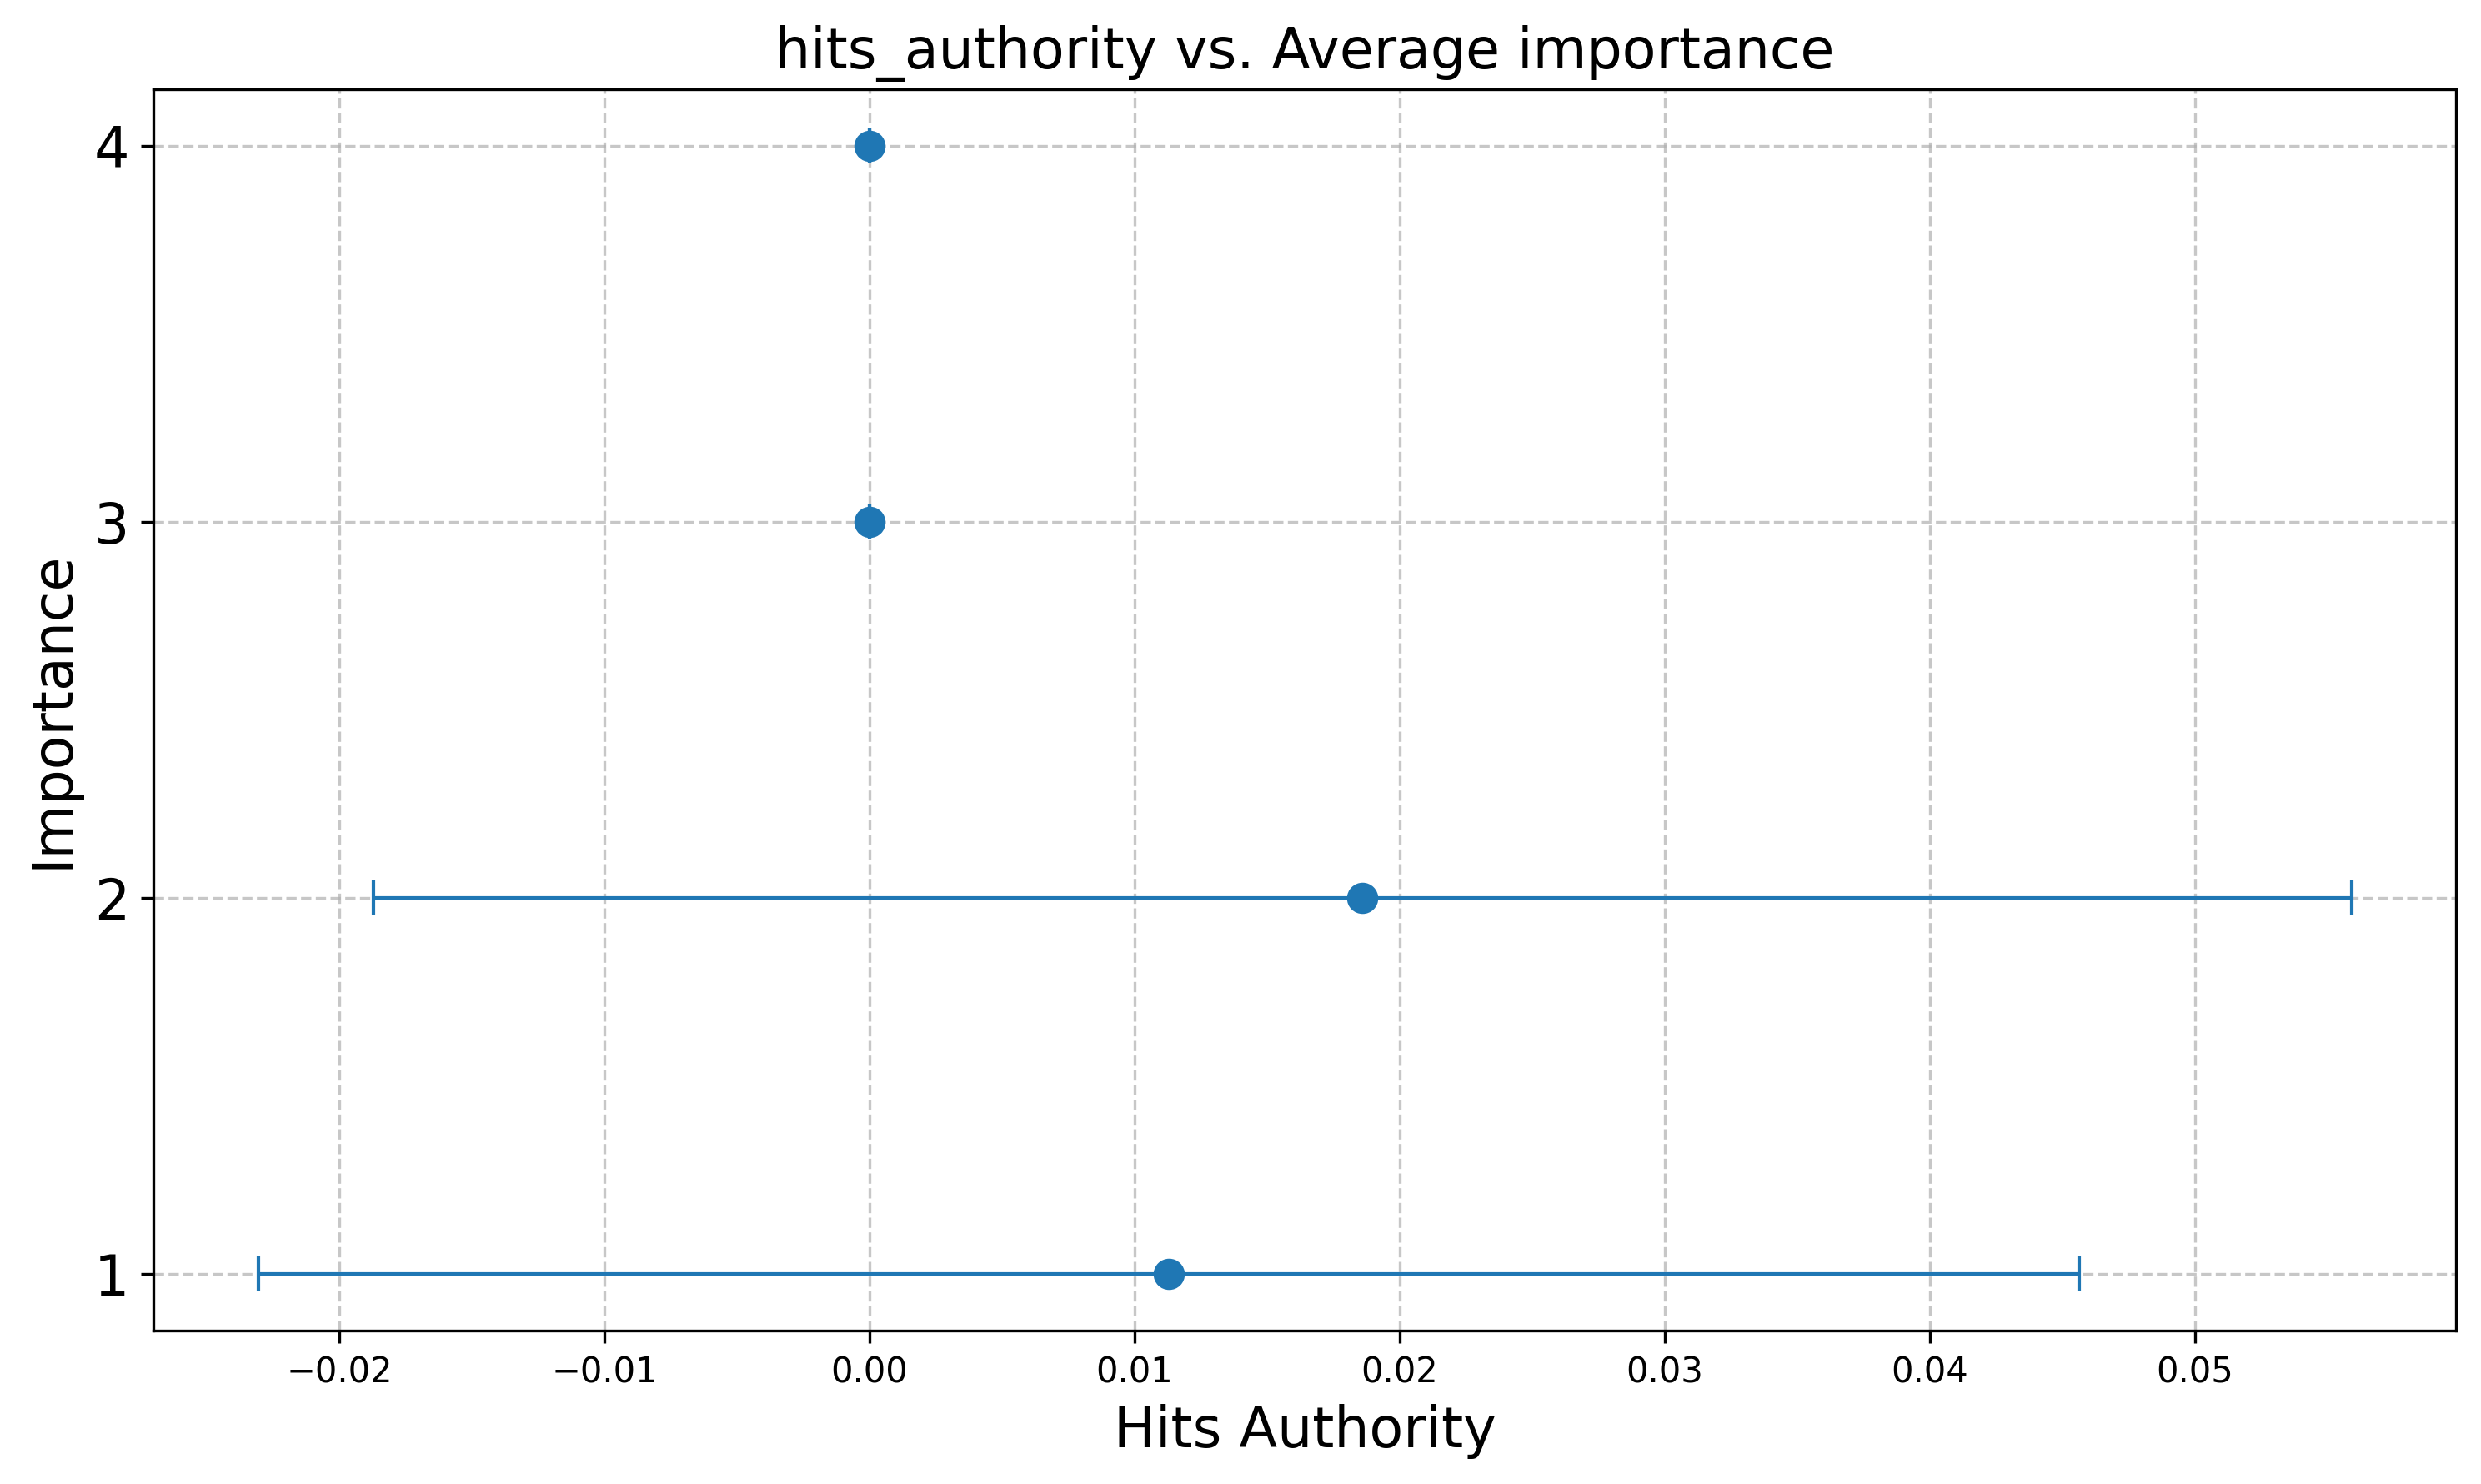 hits_authority vs. Average importance
4
3
2
1
Importance
−0.02 −0.01 0.00 0.01 0.02 0.03 0.04 0.05
Hits Authority